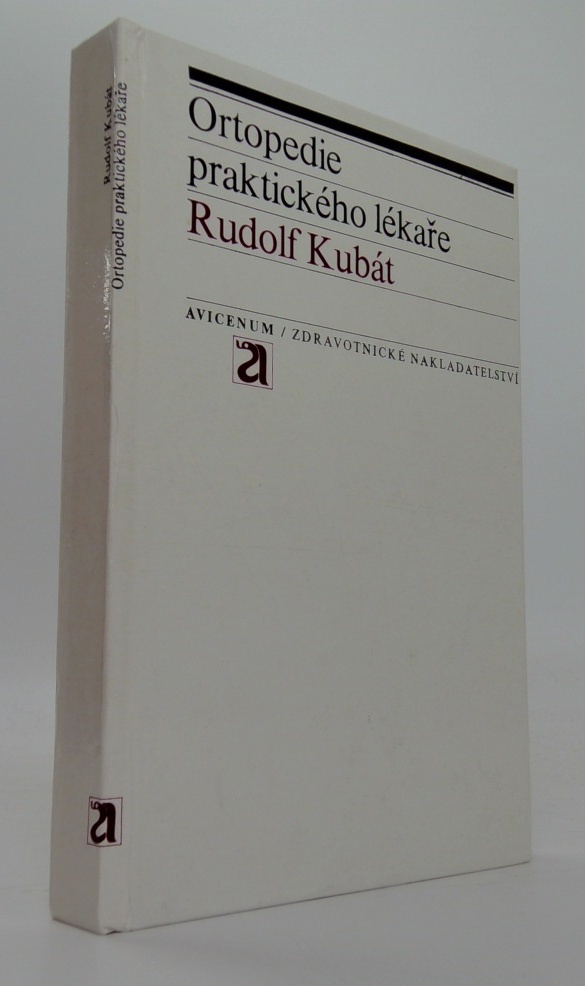 Rudolf Kubát
Ortopedie praktického lékaře
Ortopedie
praktického lékaře
Rudolf Kubát
AVICENUM / ZDRAVOTNICKÉ NAKLADATELSTVÍ